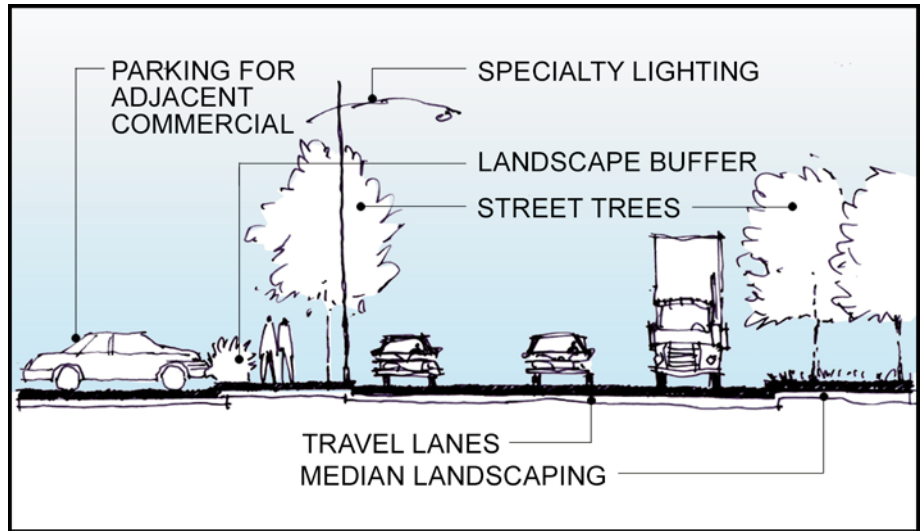 PARKING FOR
ADJACENT
COMMERCIAL
SPECIALTY LIGHTING
LANDSCAPE BUFFER
STREET TREES
TRAVEL LANES
MEDIAN LANDSCAPING